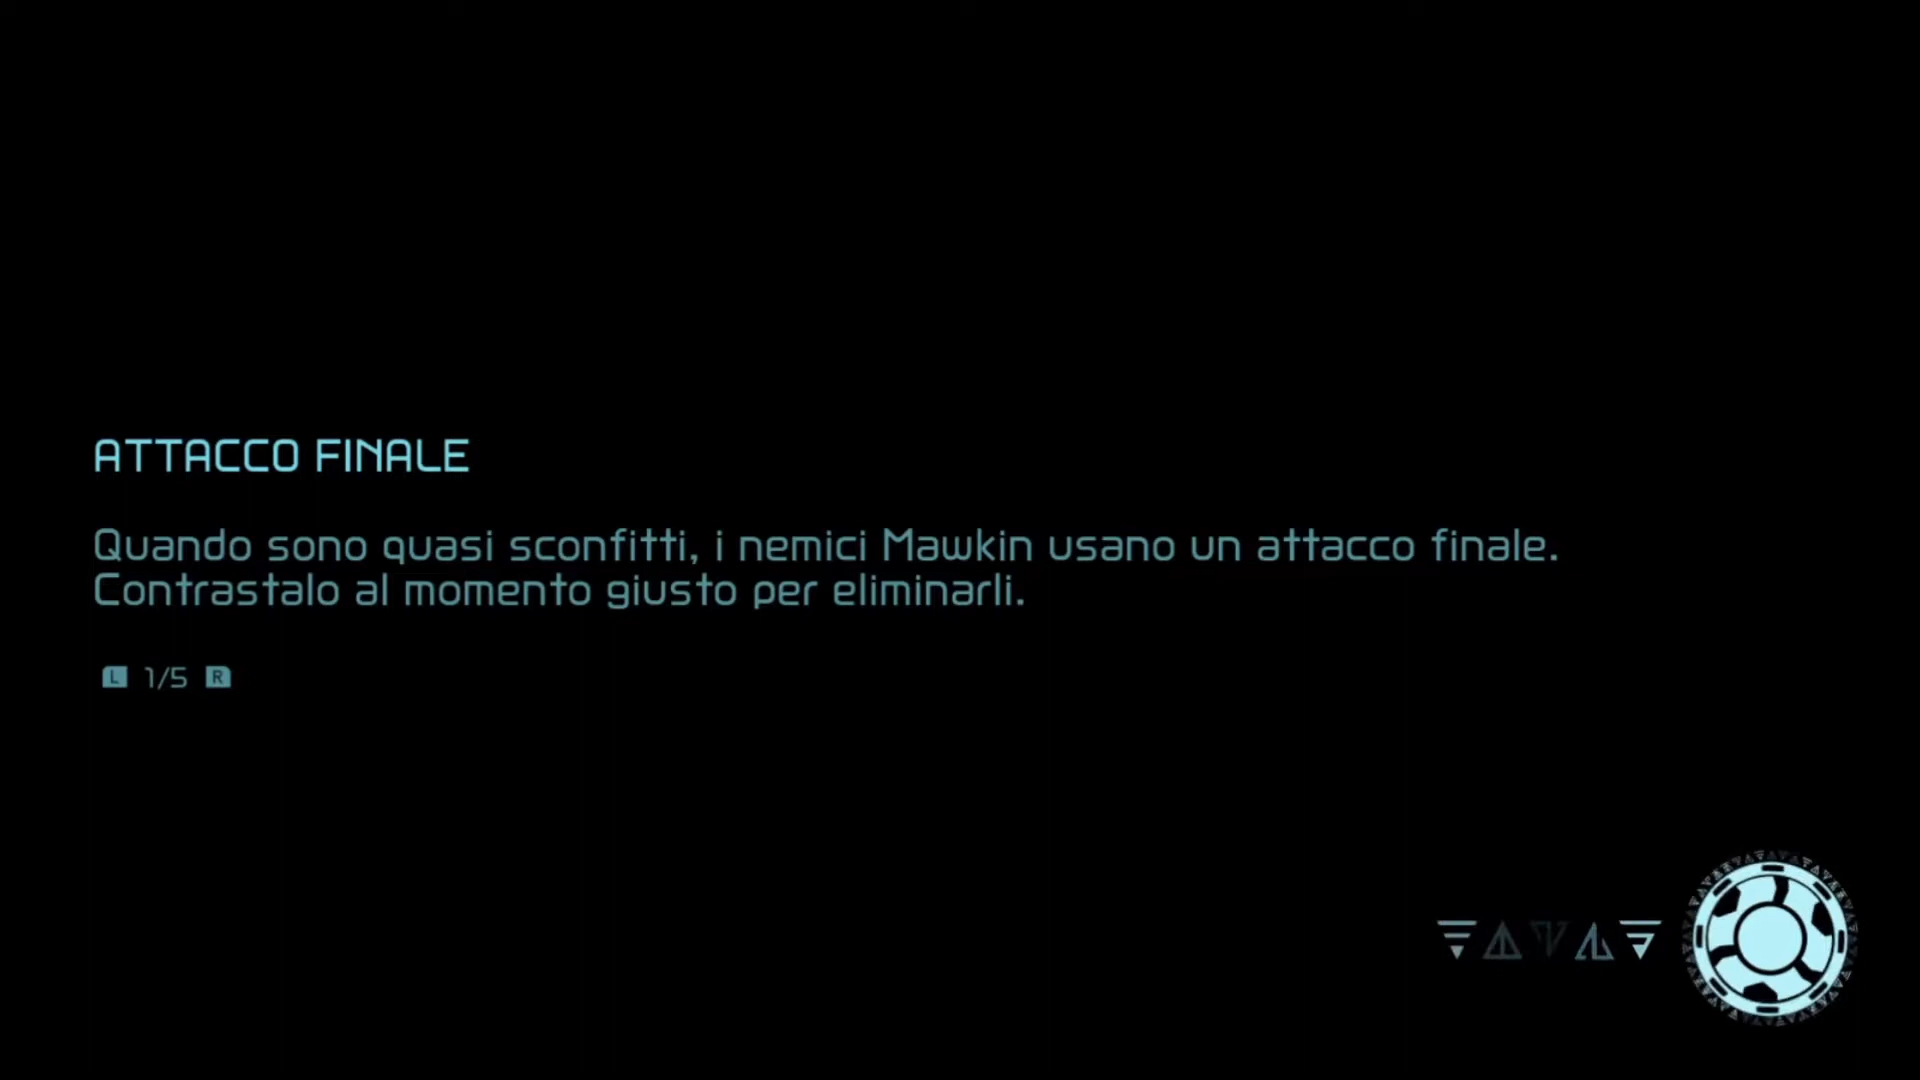 ATTACCO FINALE
Quando sono quasi sconfitti, i nemici Mawkin usano un attacco finale.
Contrastalo al momento giusto per eliminarli.
L 1/5 R